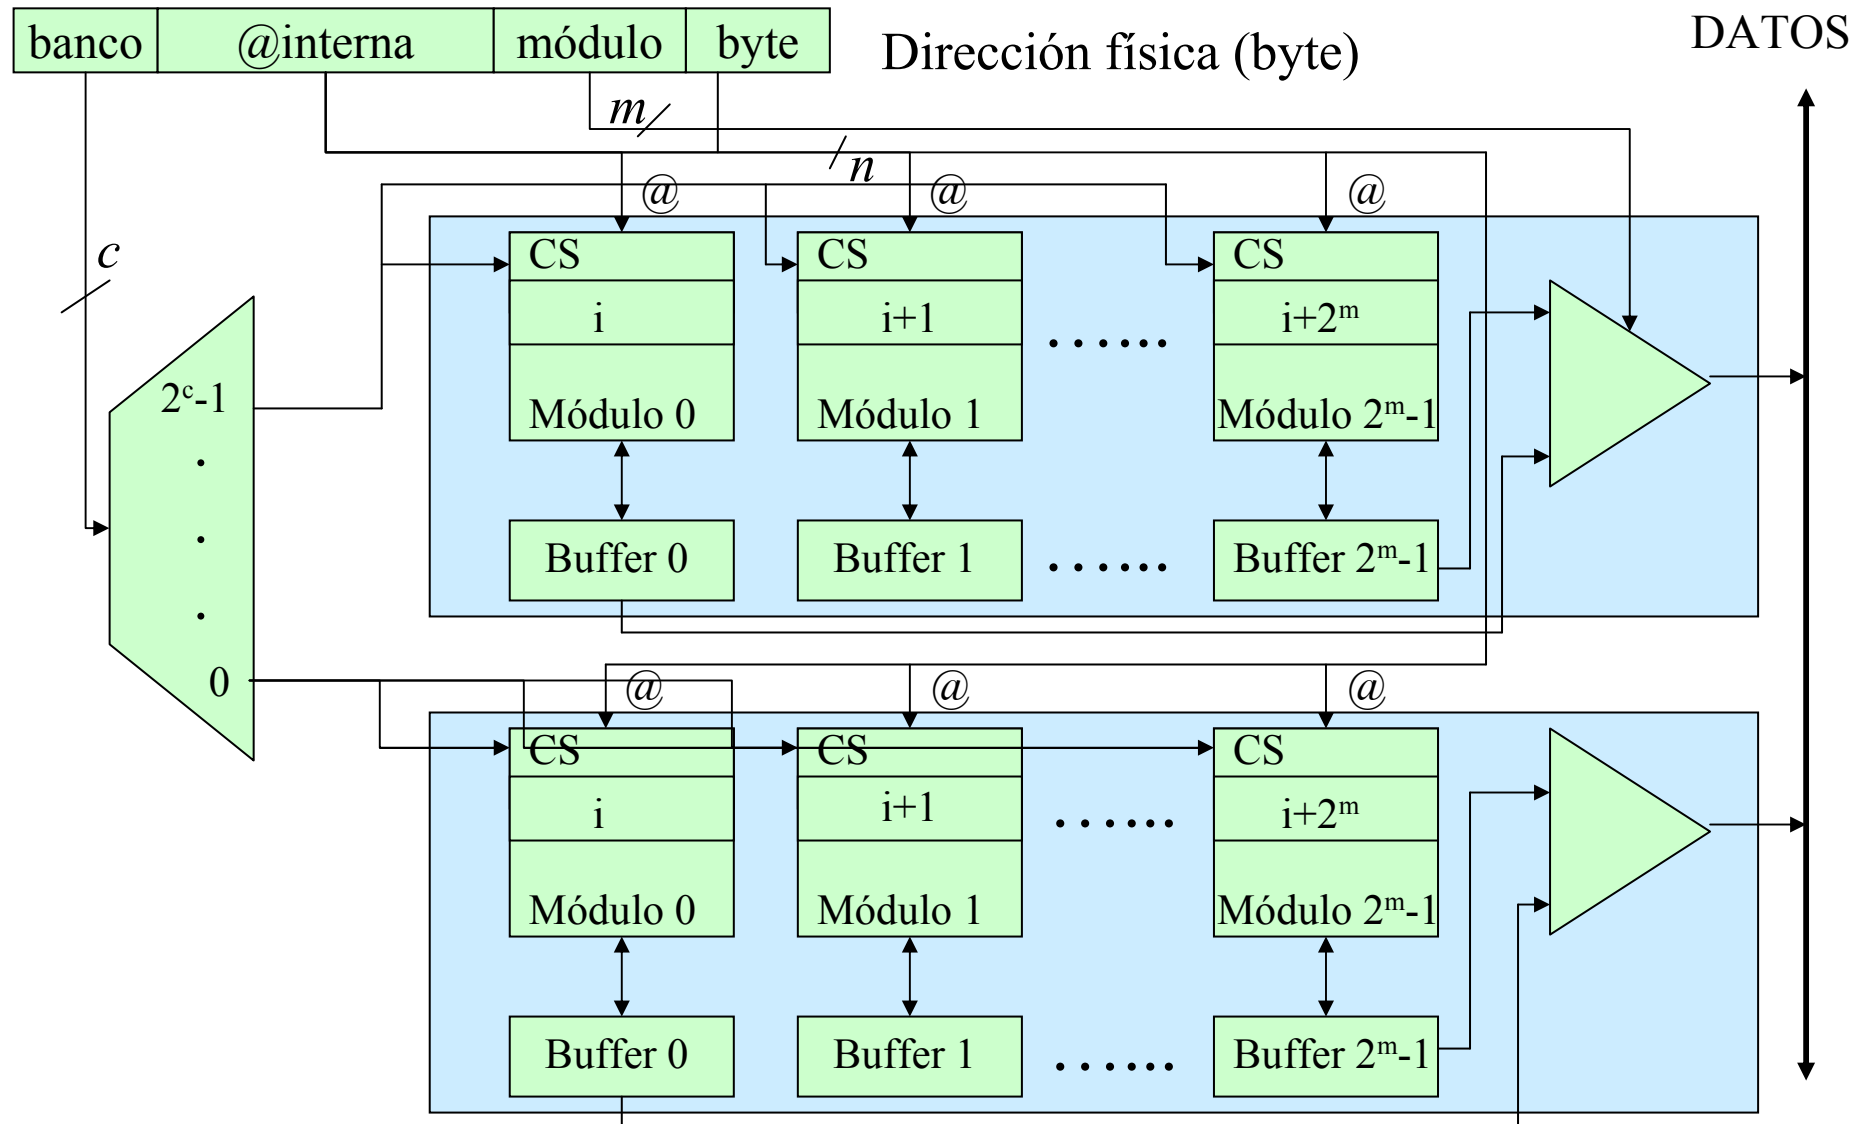 banco @interna módulo byte Dirección física (byte) DATOS
m
n
@ @ @
c
CS CS CS
i i+1 ...... i+2ᵐ
Módulo 0 Módulo 1 Módulo 2ᵐ-1
2ᶜ-1
.
.
.
0
Buffer 0 Buffer 1 ...... Buffer 2ᵐ-1
@ @ @
CS CS CS
i i+1 ...... i+2ᵐ
Módulo 0 Módulo 1 Módulo 2ᵐ-1
Buffer 0 Buffer 1 ...... Buffer 2ᵐ-1